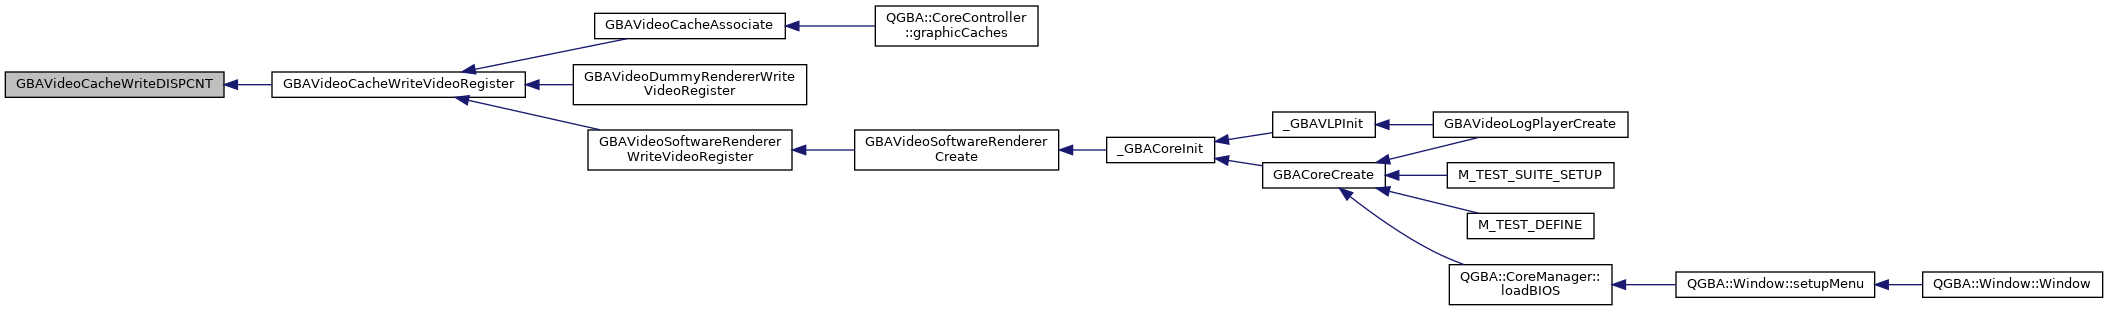 GBAVideoCacheWriteDISPCNT
GBAVideoCacheWriteVideoRegister
GBAVideoCacheAssociate
QGBA::CoreController
::graphicCaches
GBAVideoDummyRendererWrite
VideoRegister
GBAVideoSoftwareRenderer
WriteVideoRegister
GBAVideoSoftwareRenderer
Create
_GBACoreInit
_GBAVLPInit
GBAVideoLogPlayerCreate
GBACoreCreate
M_TEST_SUITE_SETUP
M_TEST_DEFINE
QGBA::CoreManager::
loadBIOS
QGBA::Window::setupMenu
QGBA::Window::Window